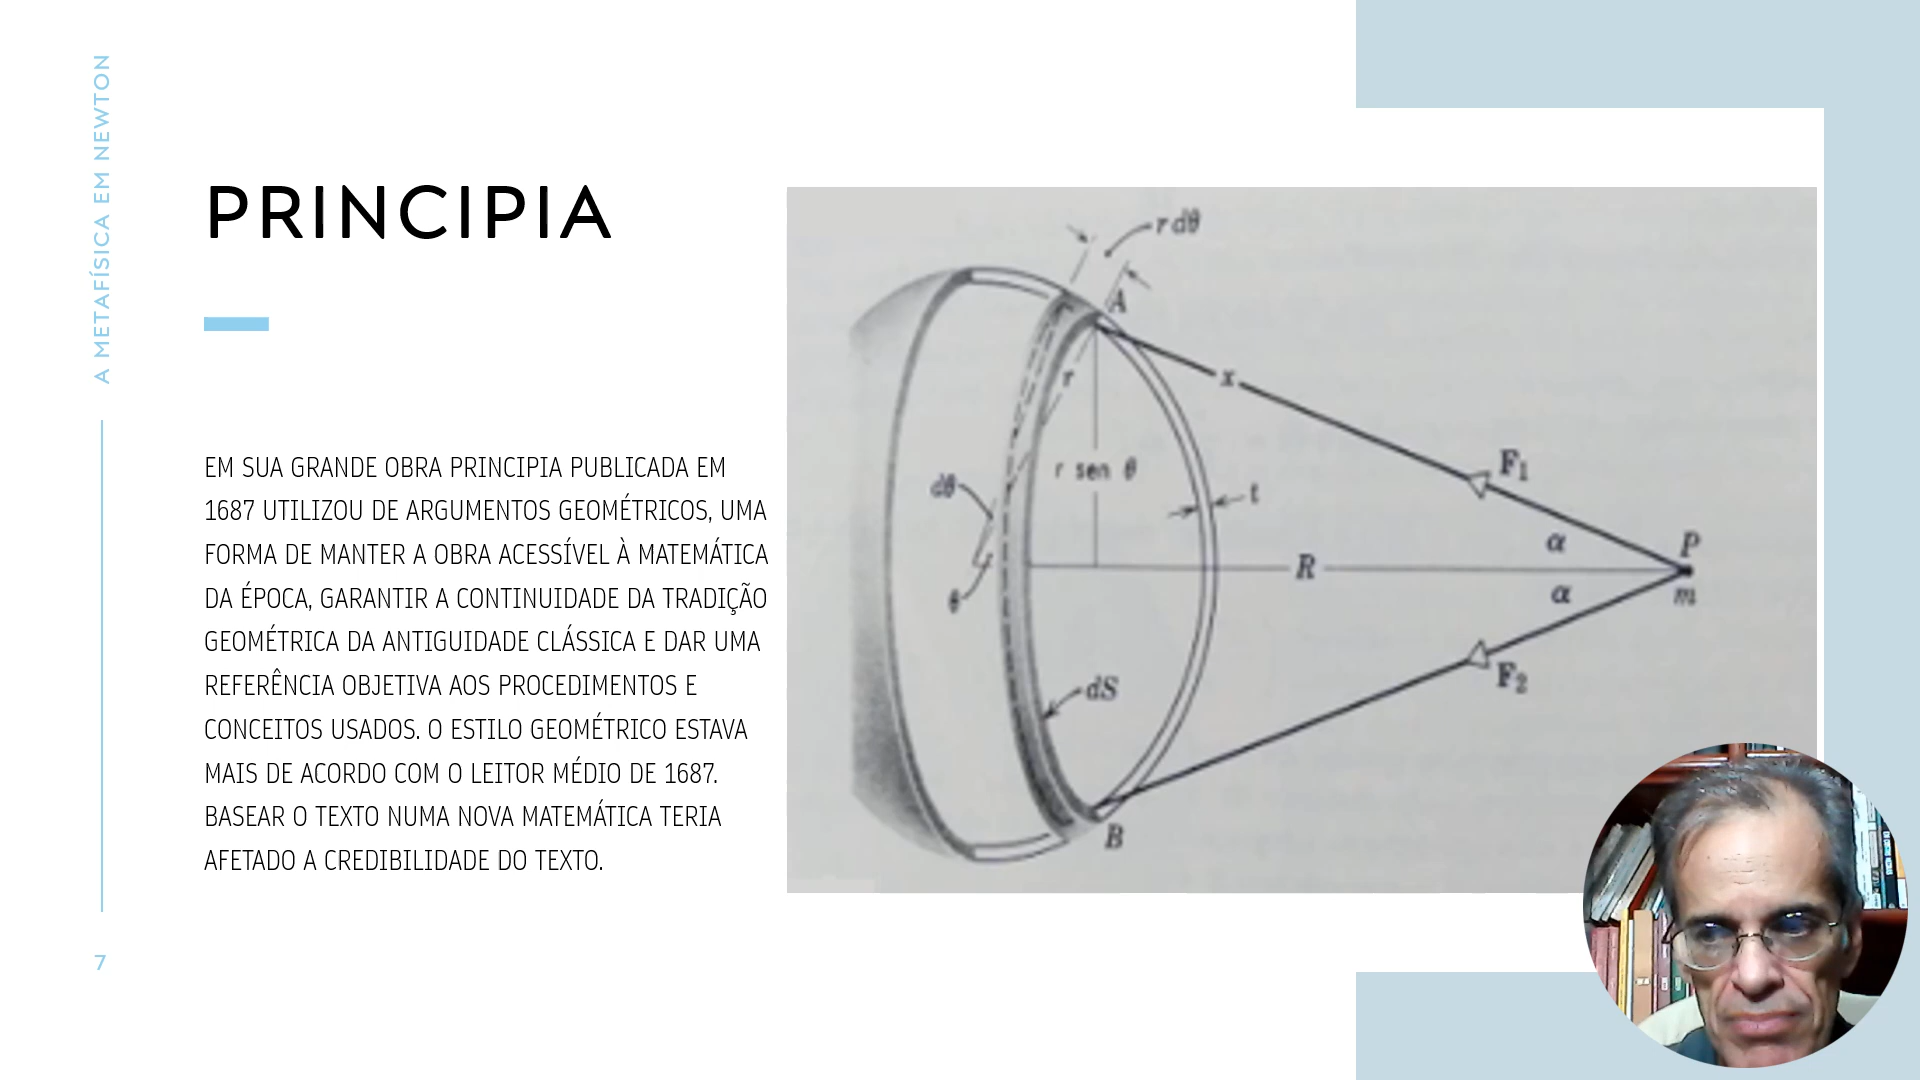 A METAFÍSICA EM NEWTON
PRINCIPIA
EM SUA GRANDE OBRA PRINCIPIA PUBLICADA EM
1687 UTILIZOU DE ARGUMENTOS GEOMÉTRICOS, UMA
FORMA DE MANTER A OBRA ACESSÍVEL À MATEMÁTICA
DA ÉPOCA, GARANTIR A CONTINUIDADE DA TRADIÇÃO
GEOMÉTRICA DA ANTIGUIDADE CLÁSSICA E DAR UMA
REFERÊNCIA OBJETIVA AOS PROCEDIMENTOS E
CONCEITOS USADOS. O ESTILO GEOMÉTRICO ESTAVA
MAIS DE ACORDO COM O LEITOR MÉDIO DE 1687.
BASEAR O TEXTO NUMA NOVA MATEMÁTICA TERIA
AFETADO A CREDIBILIDADE DO TEXTO.
7
r dθ
A
x
r
F₁
r sen θ
dθ
t
α
P
R
θ
α
m
F₂
dS
B